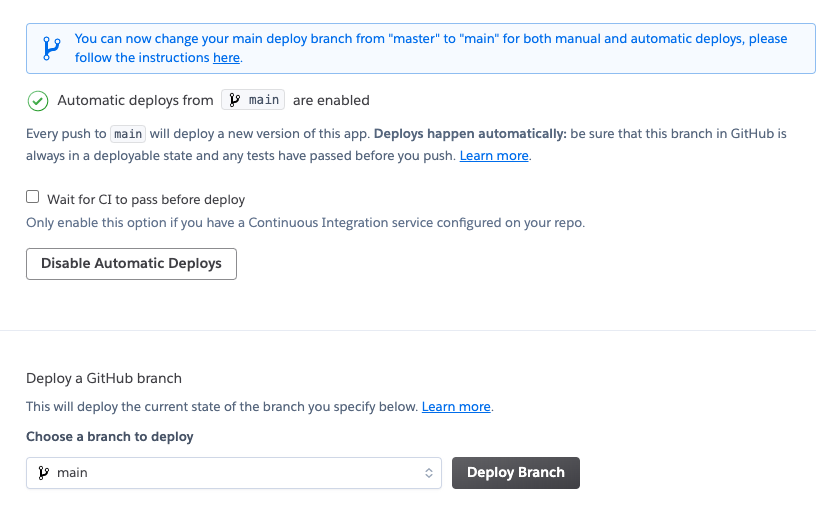 You can now change your main deploy branch from "master" to "main" for both manual and automatic deploys, please
follow the instructions here.
Automatic deploys from main are enabled
Every push to main will deploy a new version of this app. Deploys happen automatically: be sure that this branch in GitHub is
always in a deployable state and any tests have passed before you push. Learn more.
Wait for CI to pass before deploy
Only enable this option if you have a Continuous Integration service configured on your repo.
Disable Automatic Deploys
Deploy a GitHub branch
This will deploy the current state of the branch you specify below. Learn more.
Choose a branch to deploy
main
Deploy Branch